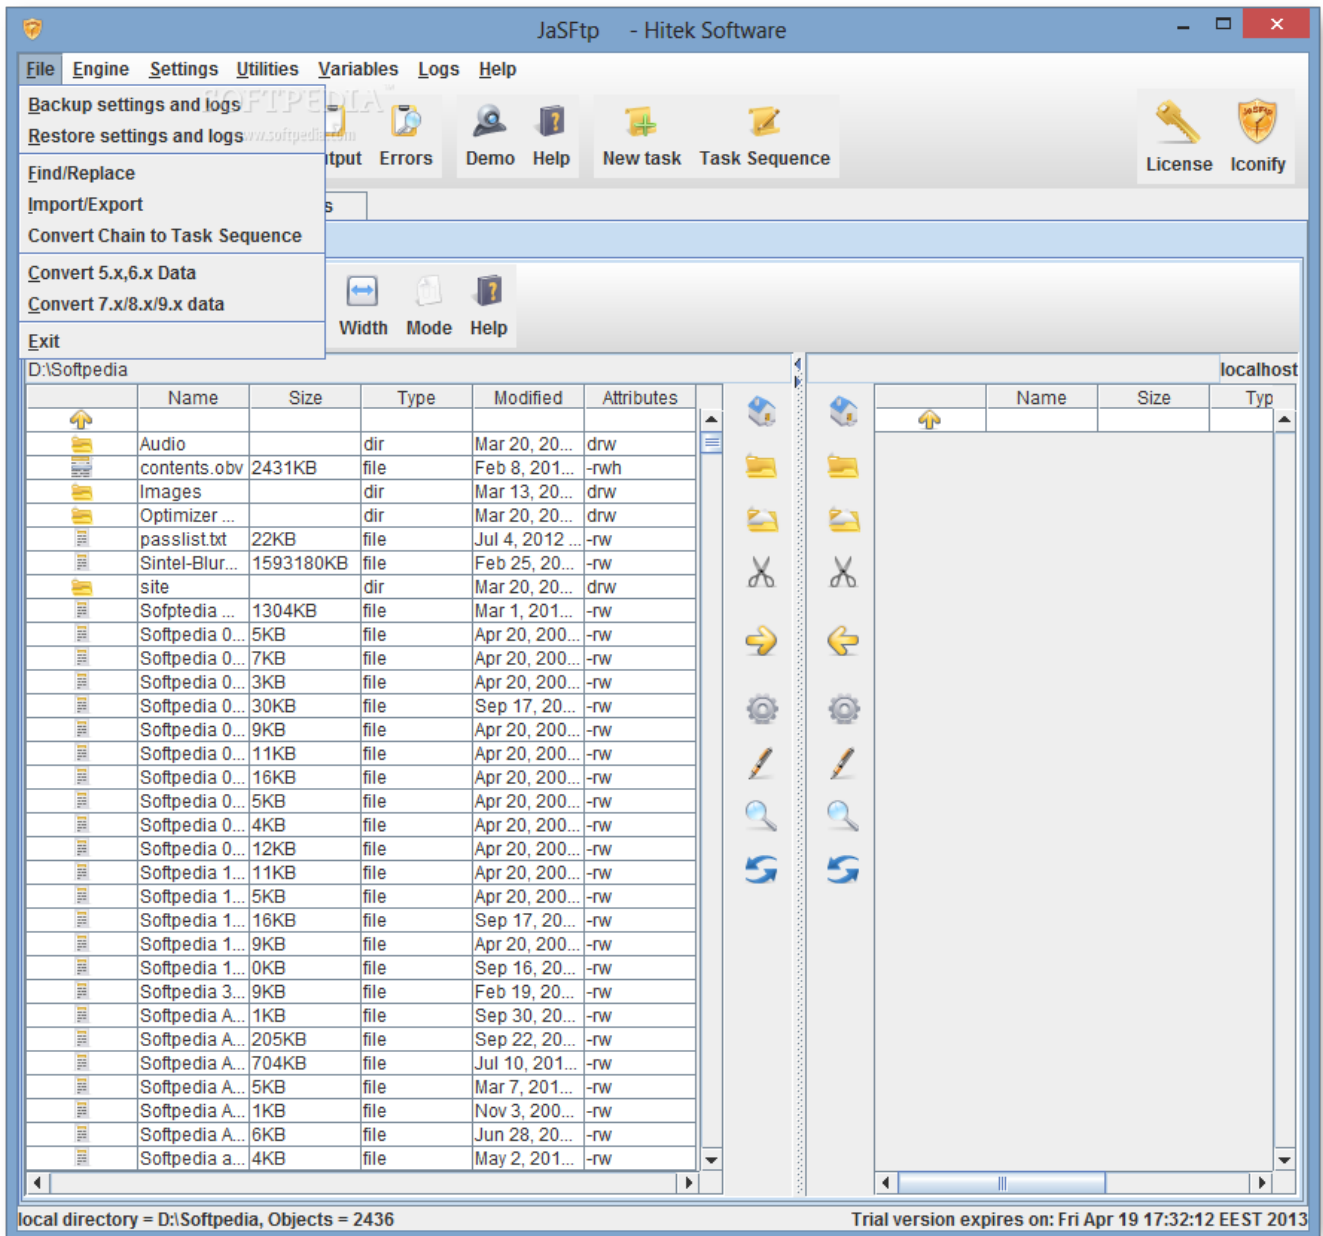 JaSFtp - Hitek Software
File Engine Settings Utilities Variables Logs Help
SOFTPEDIA
www.softpedia.com
Backup settings and logs
Restore settings and logs
Find/Replace
Import/Export
Convert Chain to Task Sequence
Convert 5.x,6.x Data
Convert 7.x/8.x/9.x data
Exit
Errors Demo Help New task Task Sequence License Iconify
Width Mode Help
D:\Softpedia localhost
Name Size Type Modified Attributes Name Size Typ
Audio dir Mar 20, 20... drw
contents.obv 2431KB file Feb 8, 201... -rwh
Images dir Mar 13, 20... drw
Optimizer ... dir Mar 20, 20... drw
passlist.txt 22KB file Jul 4, 2012 ... -rw
Sintel-Blur... 1593180KB file Feb 25, 20... -rw
site dir Mar 20, 20... drw
Sofptedia ... 1304KB file Mar 1, 201... -rw
Softpedia 0... 5KB file Apr 20, 200... -rw
Softpedia 0... 7KB file Apr 20, 200... -rw
Softpedia 0... 3KB file Apr 20, 200... -rw
Softpedia 0... 30KB file Sep 17, 20... -rw
Softpedia 0... 9KB file Apr 20, 200... -rw
Softpedia 0... 11KB file Apr 20, 200... -rw
Softpedia 0... 16KB file Apr 20, 200... -rw
Softpedia 0... 5KB file Apr 20, 200... -rw
Softpedia 0... 4KB file Apr 20, 200... -rw
Softpedia 0... 12KB file Apr 20, 200... -rw
Softpedia 1... 11KB file Apr 20, 200... -rw
Softpedia 1... 5KB file Apr 20, 200... -rw
Softpedia 1... 16KB file Sep 17, 20... -rw
Softpedia 1... 9KB file Apr 20, 200... -rw
Softpedia 1... 0KB file Sep 16, 20... -rw
Softpedia 3... 9KB file Feb 19, 20... -rw
Softpedia A... 1KB file Sep 30, 20... -rw
Softpedia A... 205KB file Sep 22, 20... -rw
Softpedia A... 704KB file Jul 10, 201... -rw
Softpedia A... 5KB file Mar 7, 201... -rw
Softpedia A... 1KB file Nov 3, 200... -rw
Softpedia A... 6KB file Jun 28, 20... -rw
Softpedia a... 4KB file May 2, 201... -rw
local directory = D:\Softpedia, Objects = 2436 Trial version expires on: Fri Apr 19 17:32:12 EEST 2013